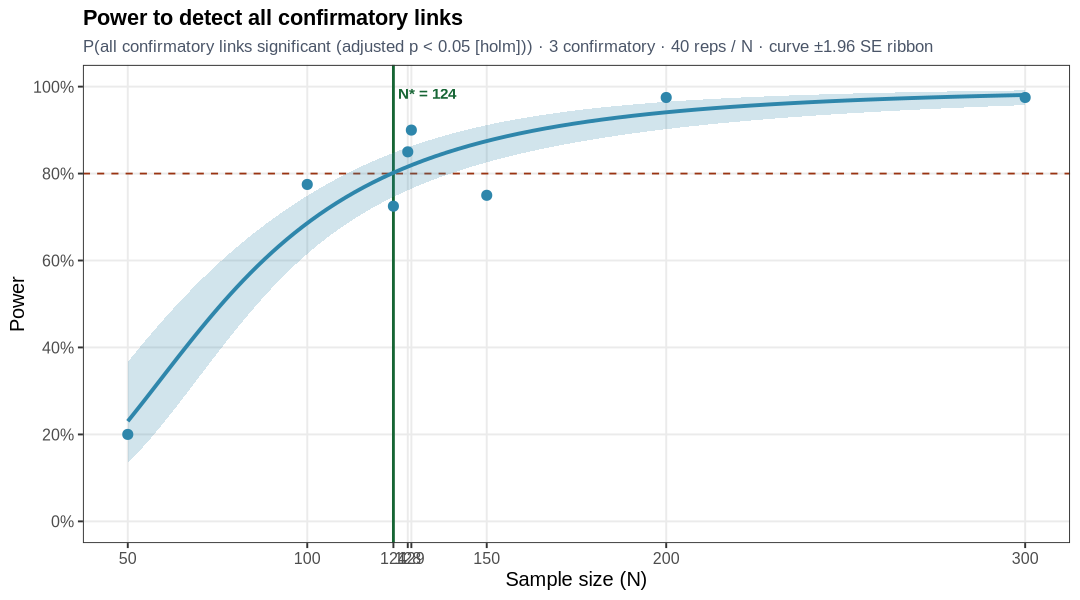 Power to detect all confirmatory links
P(all confirmatory links significant (adjusted p < 0.05 [holm])) · 3 confirmatory · 40 reps / N · curve ±1.96 SE ribbon
N* = 124
100%
80%
60%
40%
20%
0%
Power
50 100 124 129 150 200 300
Sample size (N)